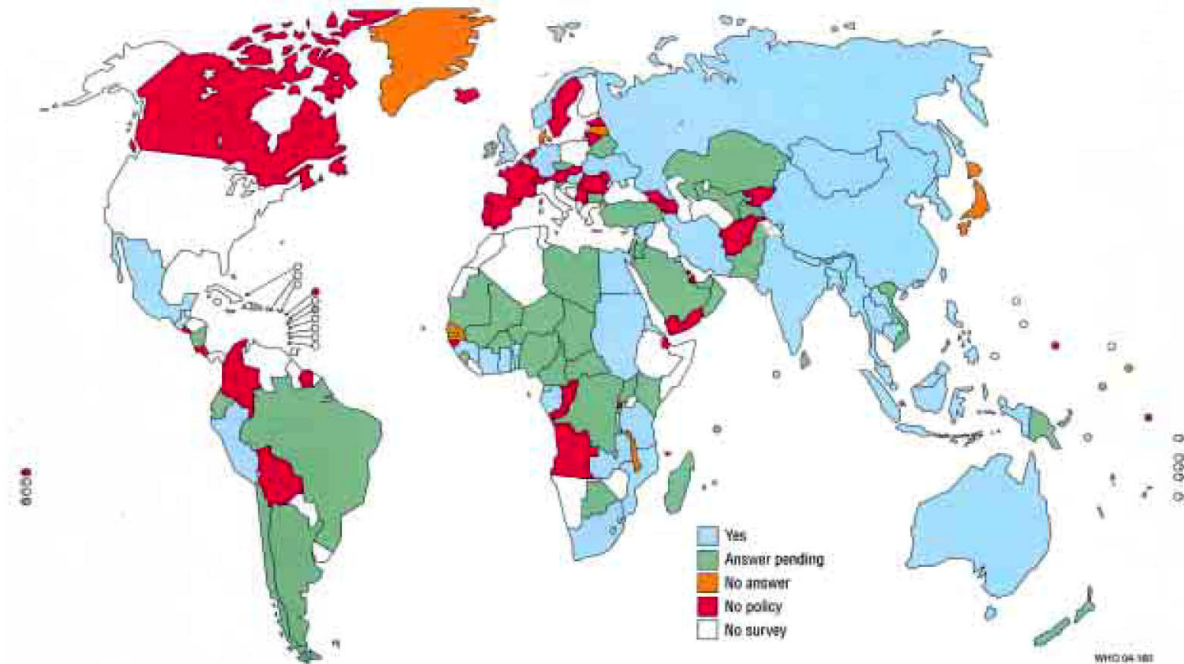 Yes
Answer pending
No answer
No policy
No survey
WHO 04.160